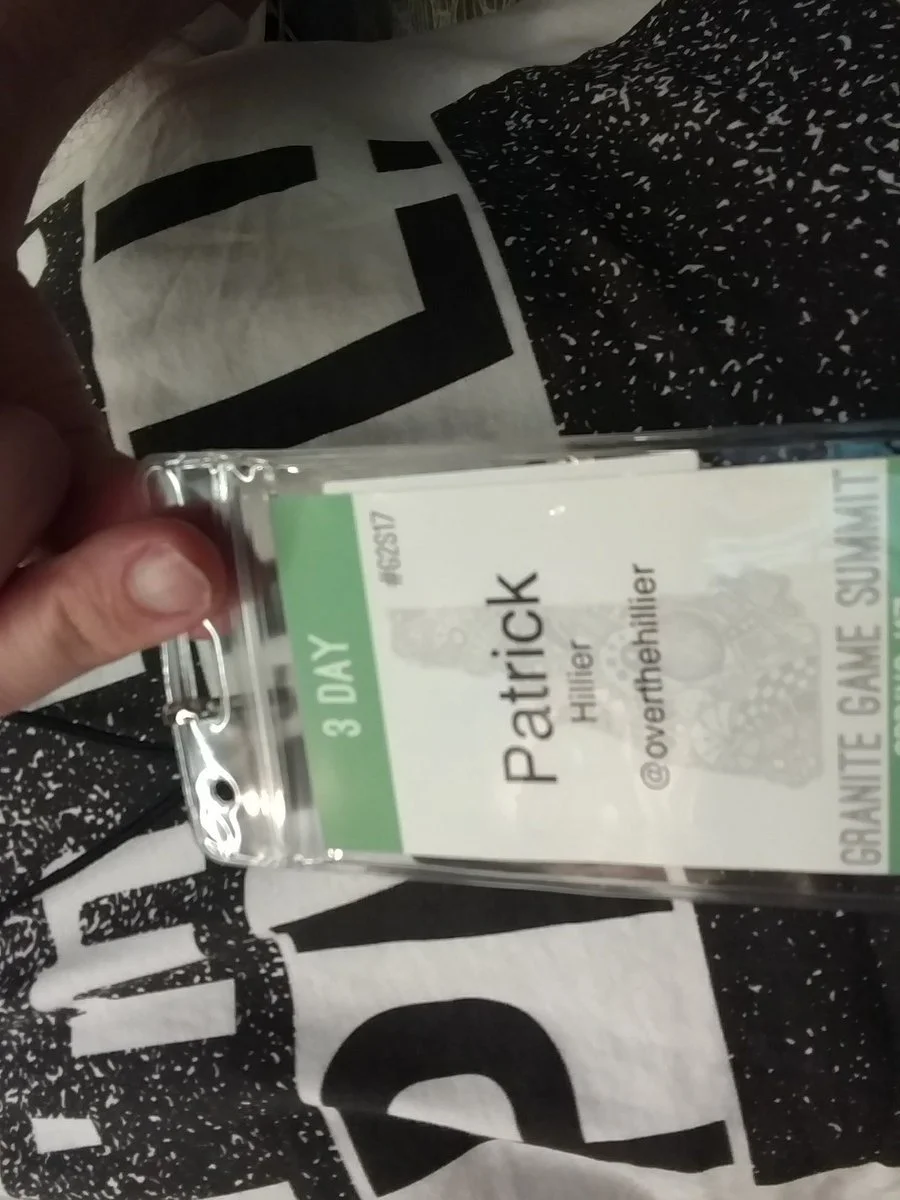 3 DAY
#G2S17
Patrick
Hillier
@overthehillier
GRANITE GAME SUMMIT